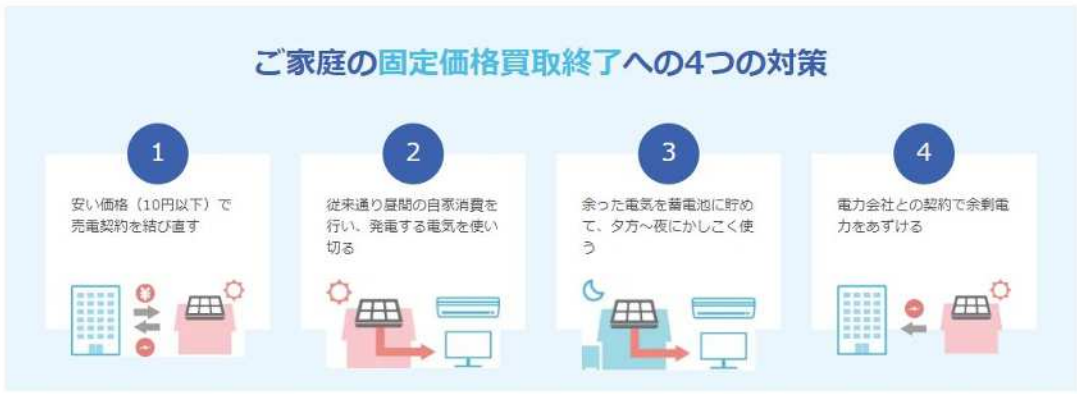 ご家庭の固定価格買取終了への4つの対策
1
安い価格（10円以下）で
売電契約を結び直す
2
従来通り昼間の自家消費を
行い、発電する電気を使い
切る
3
余った電気を蓄電池に貯め
て、夕方～夜にかしこく使
う
4
電力会社との契約で余剰電
力をあずける
¥